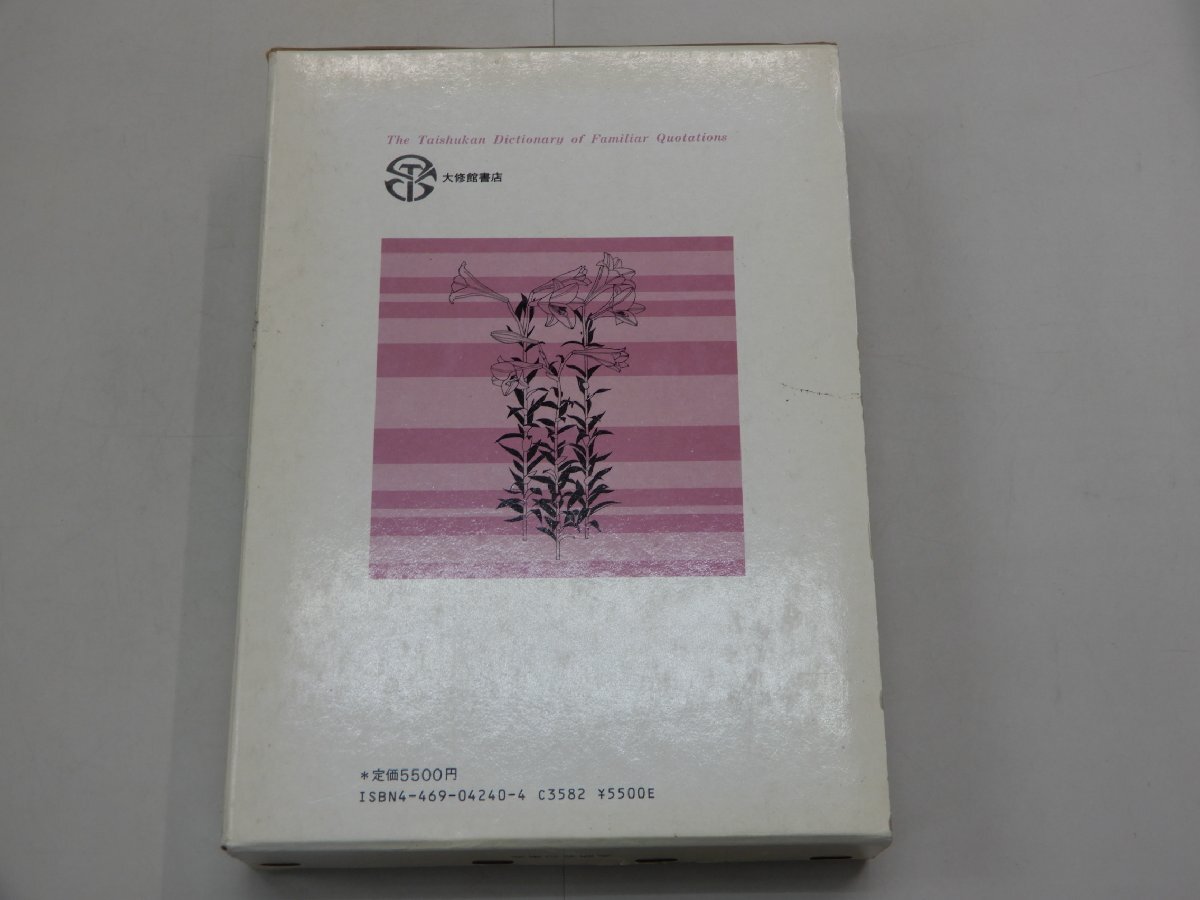 The Taishukan Dictionary of Familiar Quotations
大修館書店
*定価5500円
ISBN4-469-04240-4 C3582 ¥5500E